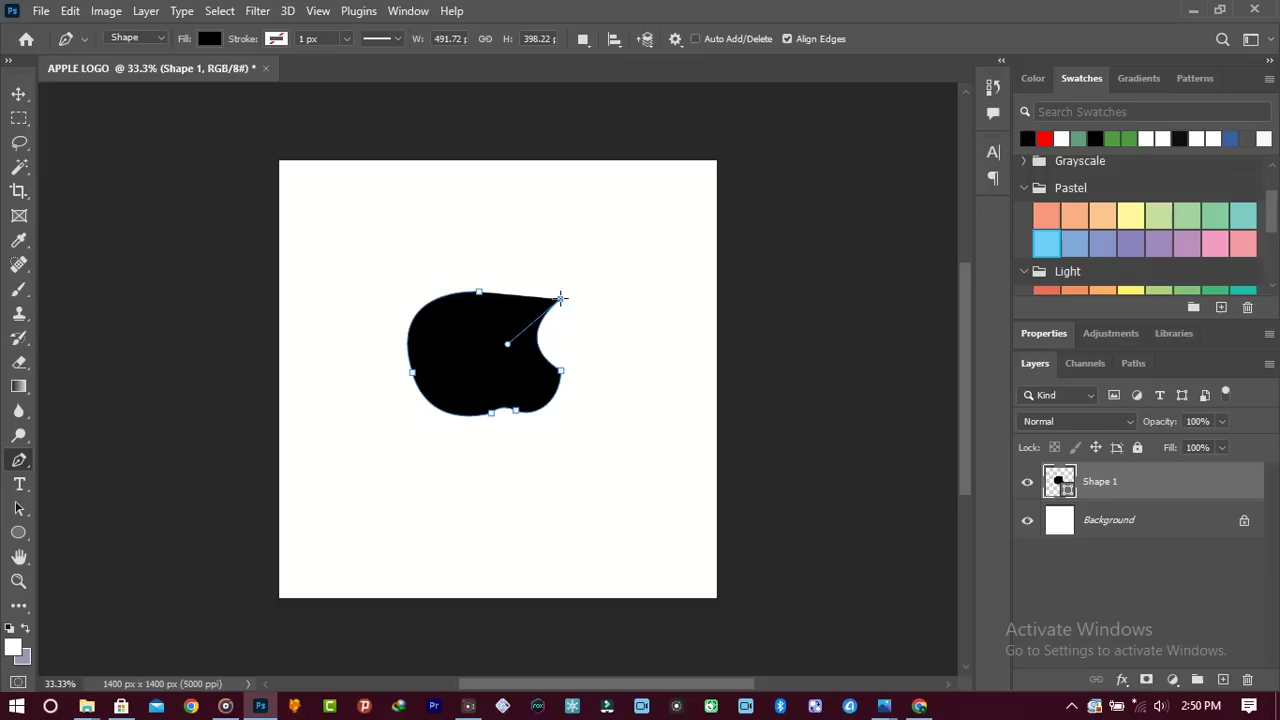 Ps File Edit Image Layer Type Select Filter 3D View Plugins Window Help
Shape Fill: Stroke: 1 px W: 491.72 p H: 398.22 p Auto Add/Delete Align Edges
APPLE LOGO @ 33.3% (Shape 1, RGB/8#) *
Color Swatches Gradients Patterns
Search Swatches
Grayscale
Pastel
Light
Properties Adjustments Libraries
Layers Channels Paths
Kind
Normal Opacity: 100%
Lock: Fill: 100%
Shape 1
Background
Activate Windows
Go to Settings to activate Windows.
33.33% 1400 px x 1400 px (5000 ppi)
Ps Pr 2:50 PM